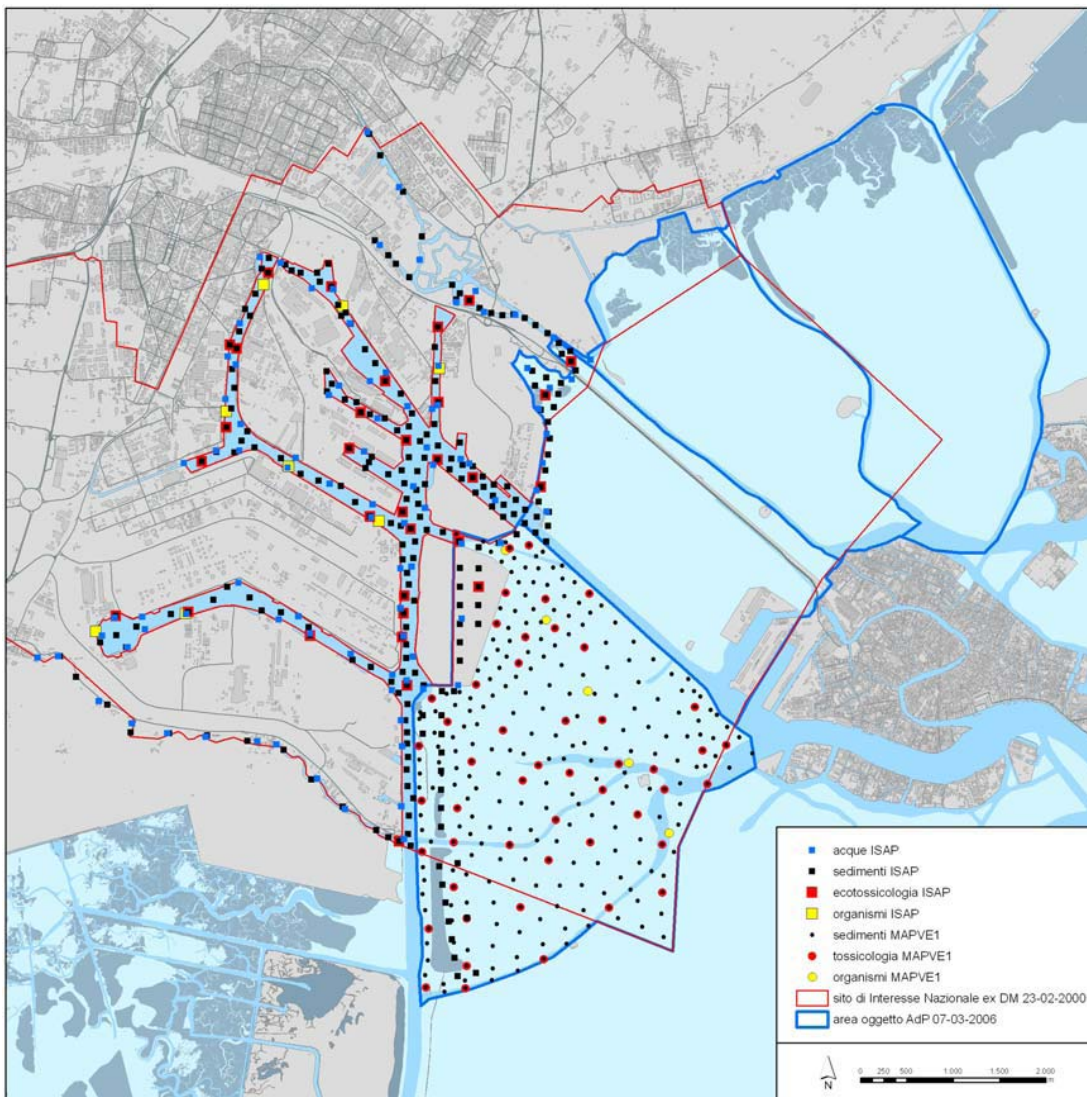 acque ISAP
sedimenti ISAP
ecotossicologia ISAP
organismi ISAP
sedimenti MAPVE1
tossicologia MAPVE1
organismi MAPVE1
sito di Interesse Nazionale ex DM 23-02-2000
area oggetto AdP 07-03-2006
N
0 250 500 1.000 1.500 2.000
m